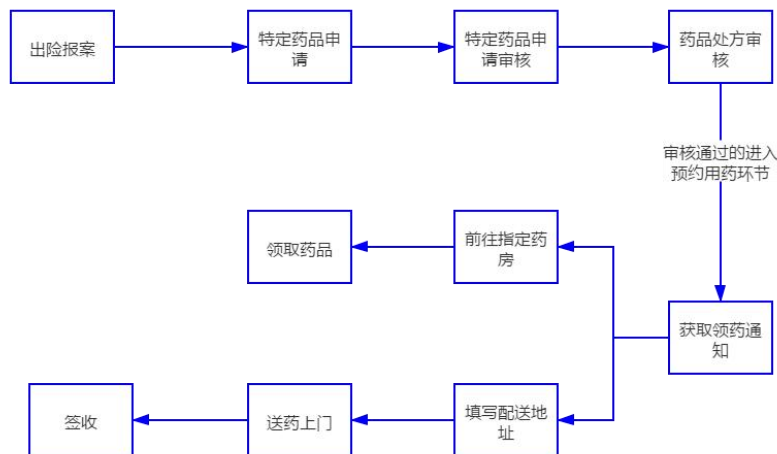 出险报案
特定药品申
请
特定药品申
请审核
药品处方审
核
审核通过的进入
预约用药环节
领取药品
前往指定药
房
获取领药通
知
签收
送药上门
填写配送地
址